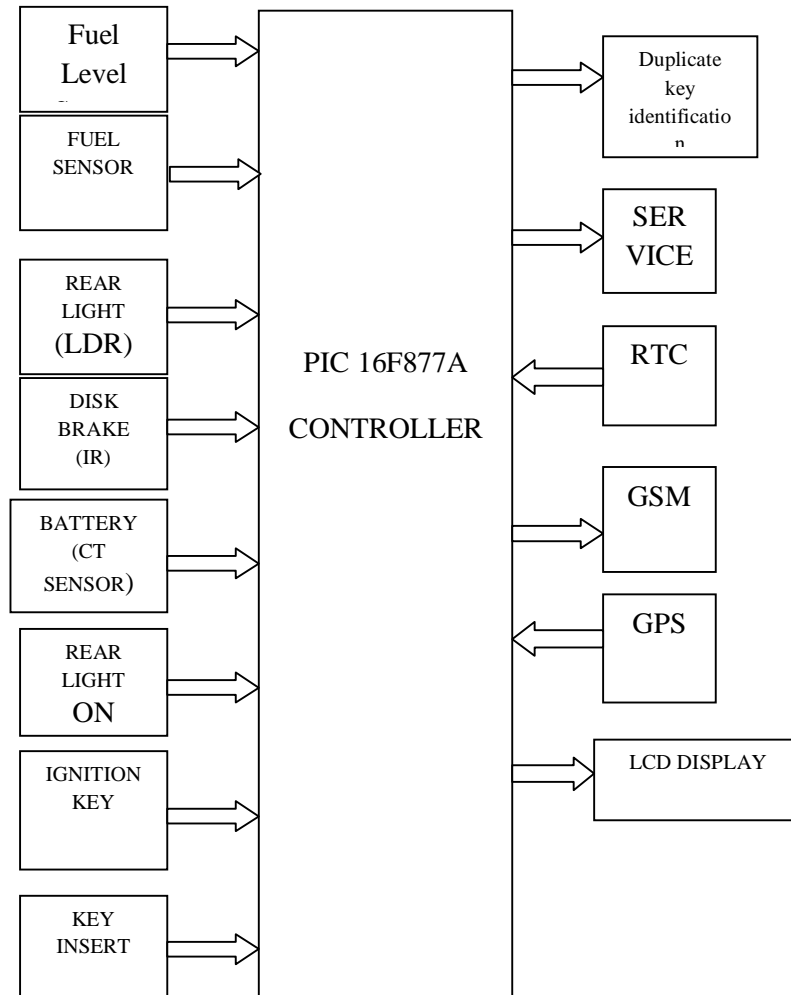 Fuel
Level
FUEL
SENSOR
REAR
LIGHT
(LDR)
DISK
BRAKE
(IR)
BATTERY
(CT
SENSOR)
REAR
LIGHT
ON
IGNITION
KEY
KEY
INSERT
PIC 16F877A
CONTROLLER
Duplicate
key
identificatio
n
SER
VICE
RTC
GSM
GPS
LCD DISPLAY